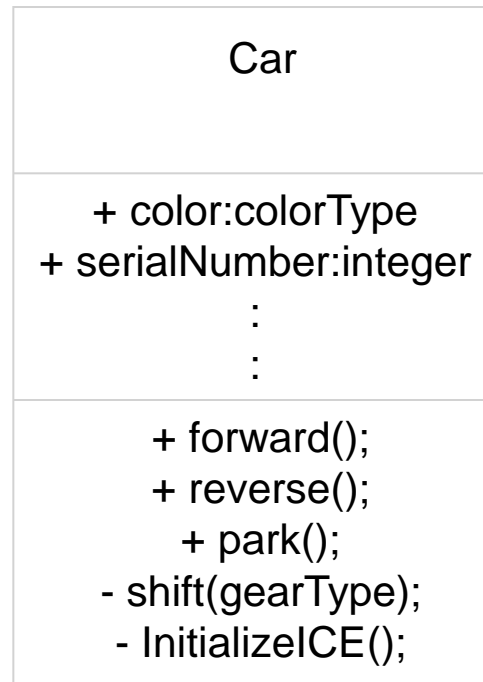 Car
+ color:colorType
+ serialNumber:integer
:
:
+ forward();
+ reverse();
+ park();
- shift(gearType);
- InitializeICE();